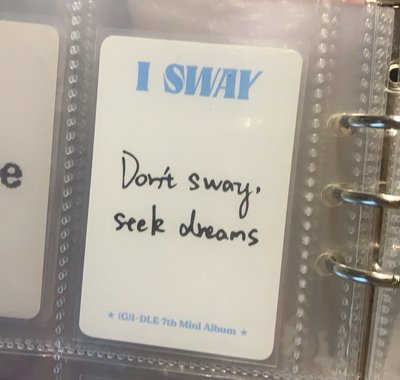 I SWAY
Don't sway,
seek dreams
★ (G)I-DLE 7th Mini Album ★
e